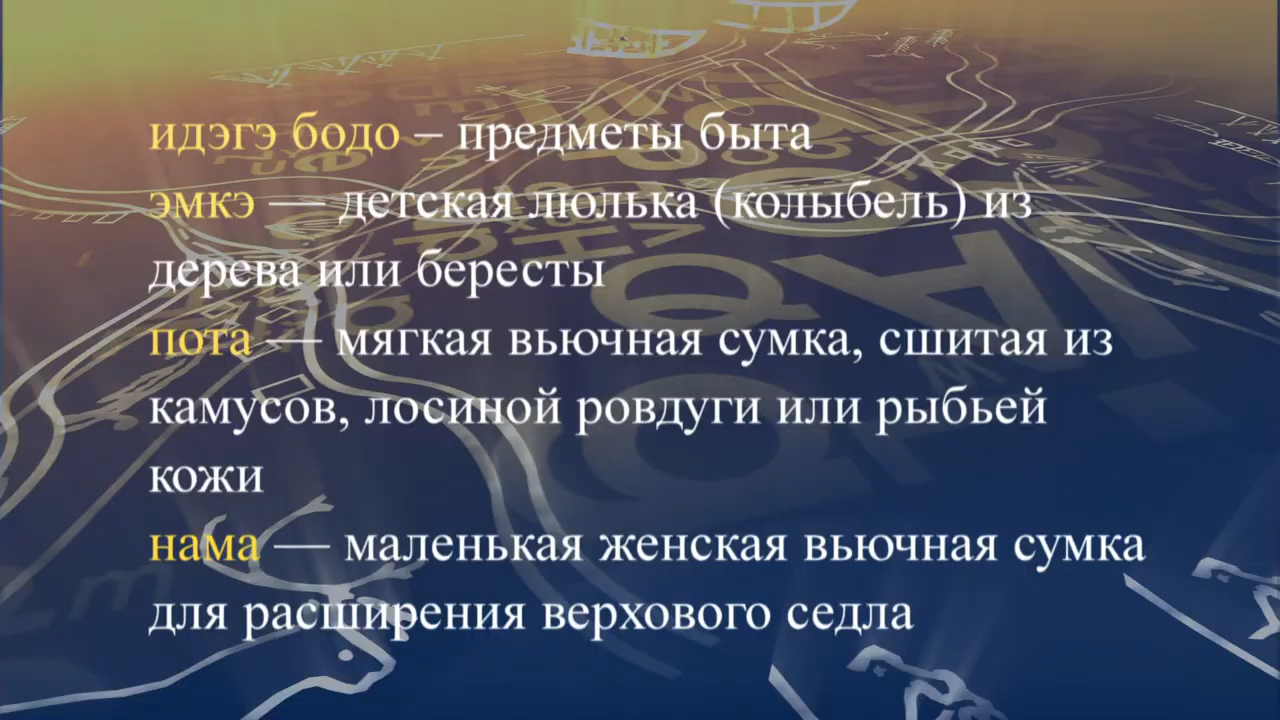 идэгэ бодо – предметы быта
эмкэ — детская люлька (колыбель) из
дерева или бересты
пота — мягкая вьючная сумка, сшитая из
камусов, лосиной ровдуги или рыбьей
кожи
нама — маленькая женская вьючная сумка
для расширения верхового седла